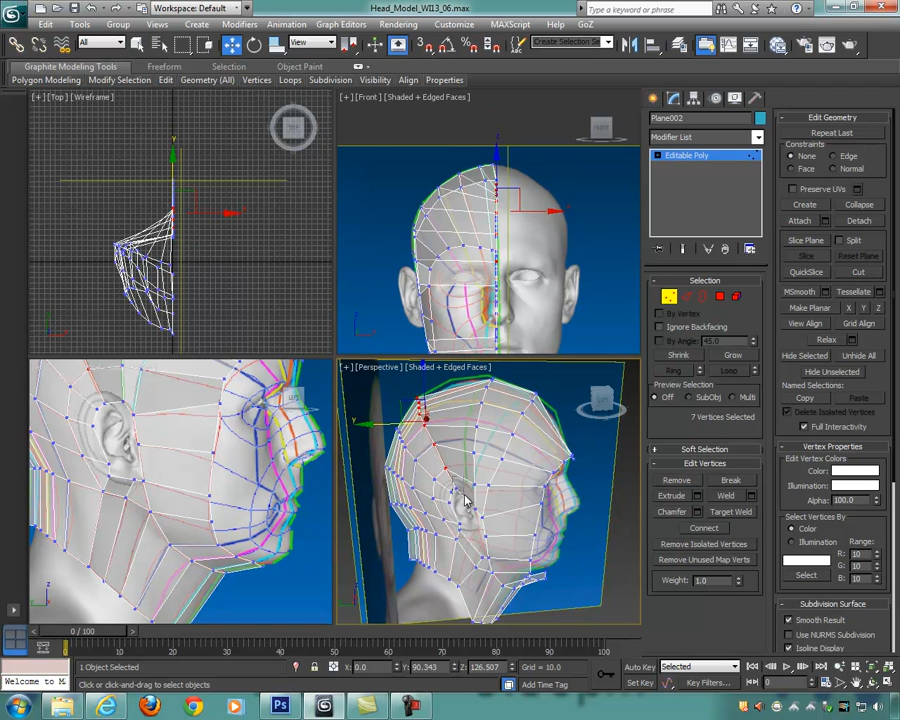 Workspace: Default
Head_Model_WI13_06.max
Type a keyword or phrase
Edit Tools Group Views Create Modifiers Animation Graph Editors Rendering Customize MAXScript Help GoZ
All View Create Selection Se
Graphite Modeling Tools Freeform Selection Object Paint
Polygon Modeling Modify Selection Edit Geometry (All) Vertices Loops Subdivision Visibility Align Properties
[+] [Top] [Wireframe]
[+] [Front] [Shaded + Edged Faces]
[+] [Perspective] [Shaded + Edged Faces]
Plane002
Modifier List
Editable Poly
Selection
By Vertex
Ignore Backfacing
By Angle: 45.0
Shrink Grow
Ring Loop
Preview Selection
Off SubObj Multi
7 Vertices Selected
Soft Selection
Edit Vertices
Remove Break
Extrude Weld
Chamfer Target Weld
Connect
Remove Isolated Vertices
Remove Unused Map Verts
Weight: 1.0
Edit Geometry
Repeat Last
Constraints
None Edge
Face Normal
Preserve UVs
Create Collapse
Attach Detach
Slice Plane Split
Slice Reset Plane
QuickSlice Cut
MSmooth Tessellate
Make Planar X Y Z
View Align Grid Align
Relax
Hide Selected Unhide All
Hide Unselected
Named Selections:
Copy Paste
Delete Isolated Vertices
Full Interactivity
Vertex Properties
Edit Vertex Colors
Color:
Illumination:
Alpha: 100.0
Select Vertices By
Color Range:
Illumination R: 10
G: 10
Select B: 10
Subdivision Surface
Smooth Result
Use NURMS Subdivision
Isoline Display
0 / 100
0 10 20 30 40 50 60 70 80 90 100
1 Object Selected X: 0.0 Y: 90.343 Z: 126.507 Grid = 10.0 Auto Key Selected
Welcome to M Click or click-and-drag to select objects Add Time Tag Set Key Key Filters... 0